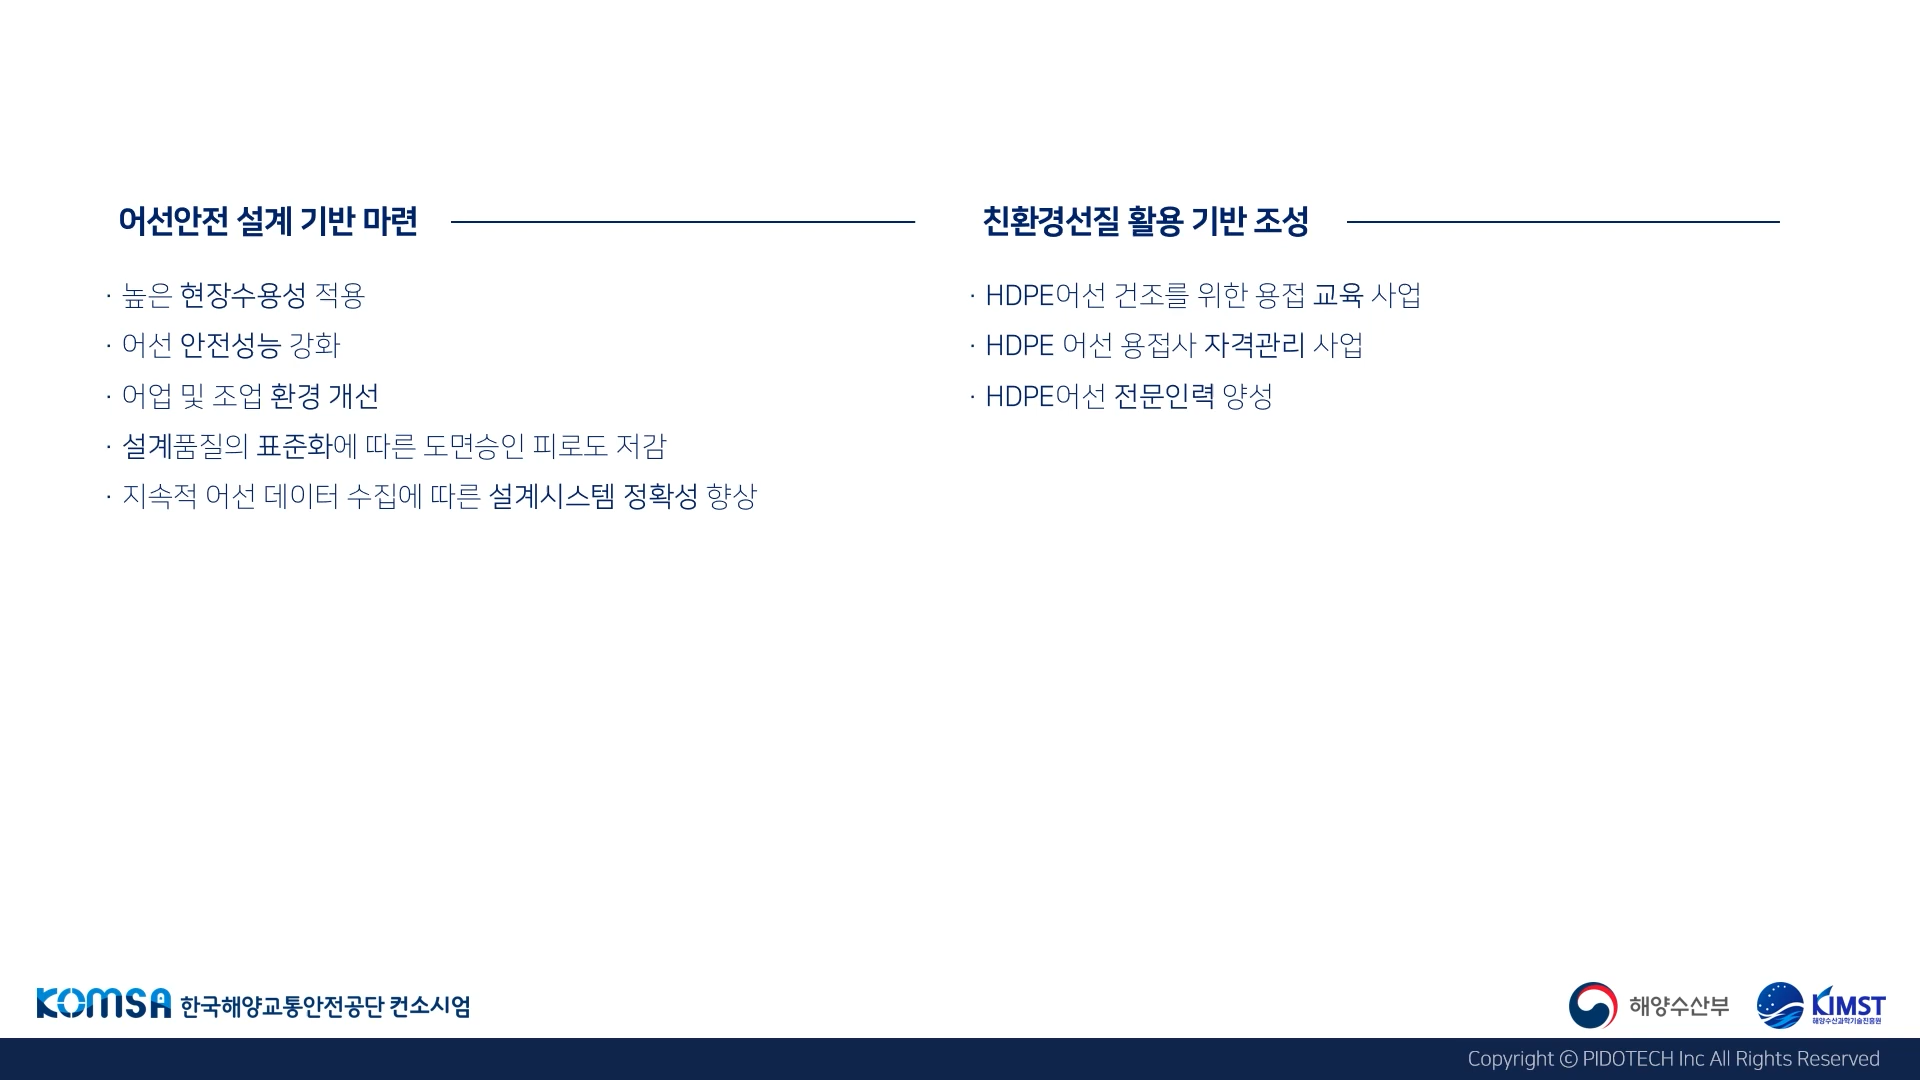 어선안전 설계 기반 마련
· 높은 현장수용성 적용
· 어선 안전성능 강화
· 어업 및 조업 환경 개선
· 설계품질의 표준화에 따른 도면승인 피로도 저감
· 지속적 어선 데이터 수집에 따른 설계시스템 정확성 향상
친환경선질 활용 기반 조성
· HDPE어선 건조를 위한 용접 교육 사업
· HDPE 어선 용접사 자격관리 사업
· HDPE어선 전문인력 양성
KOMSA 한국해양교통안전공단 컨소시엄
해양수산부
KIMST
해양수산과학기술진흥원
Copyright ⓒ PIDOTECH Inc All Rights Reserved